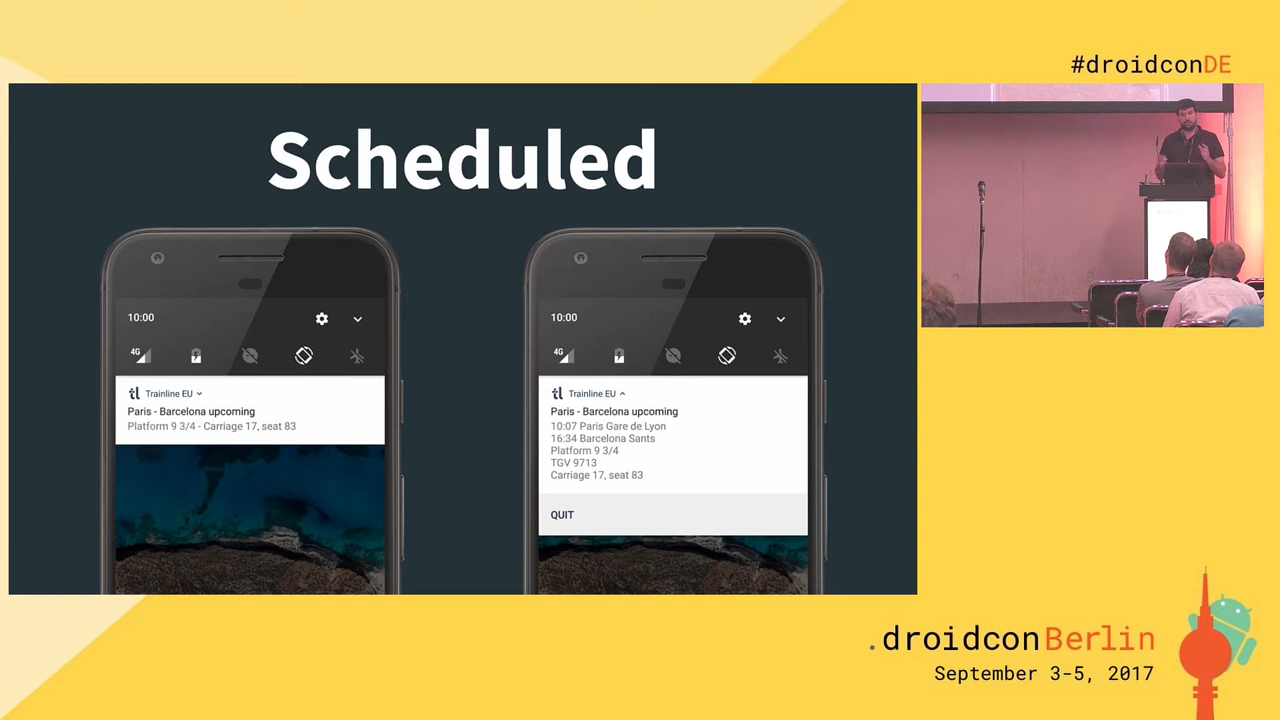 #droidconDE
Scheduled
10:00
4G
tl Trainline EU
Paris - Barcelona upcoming
Platform 9 3/4 - Carriage 17, seat 83
10:00
4G
tl Trainline EU
Paris - Barcelona upcoming
10:07 Paris Gare de Lyon
16:34 Barcelona Sants
Platform 9 3/4
TGV 9713
Carriage 17, seat 83
QUIT
.droidconBerlin
September 3-5, 2017